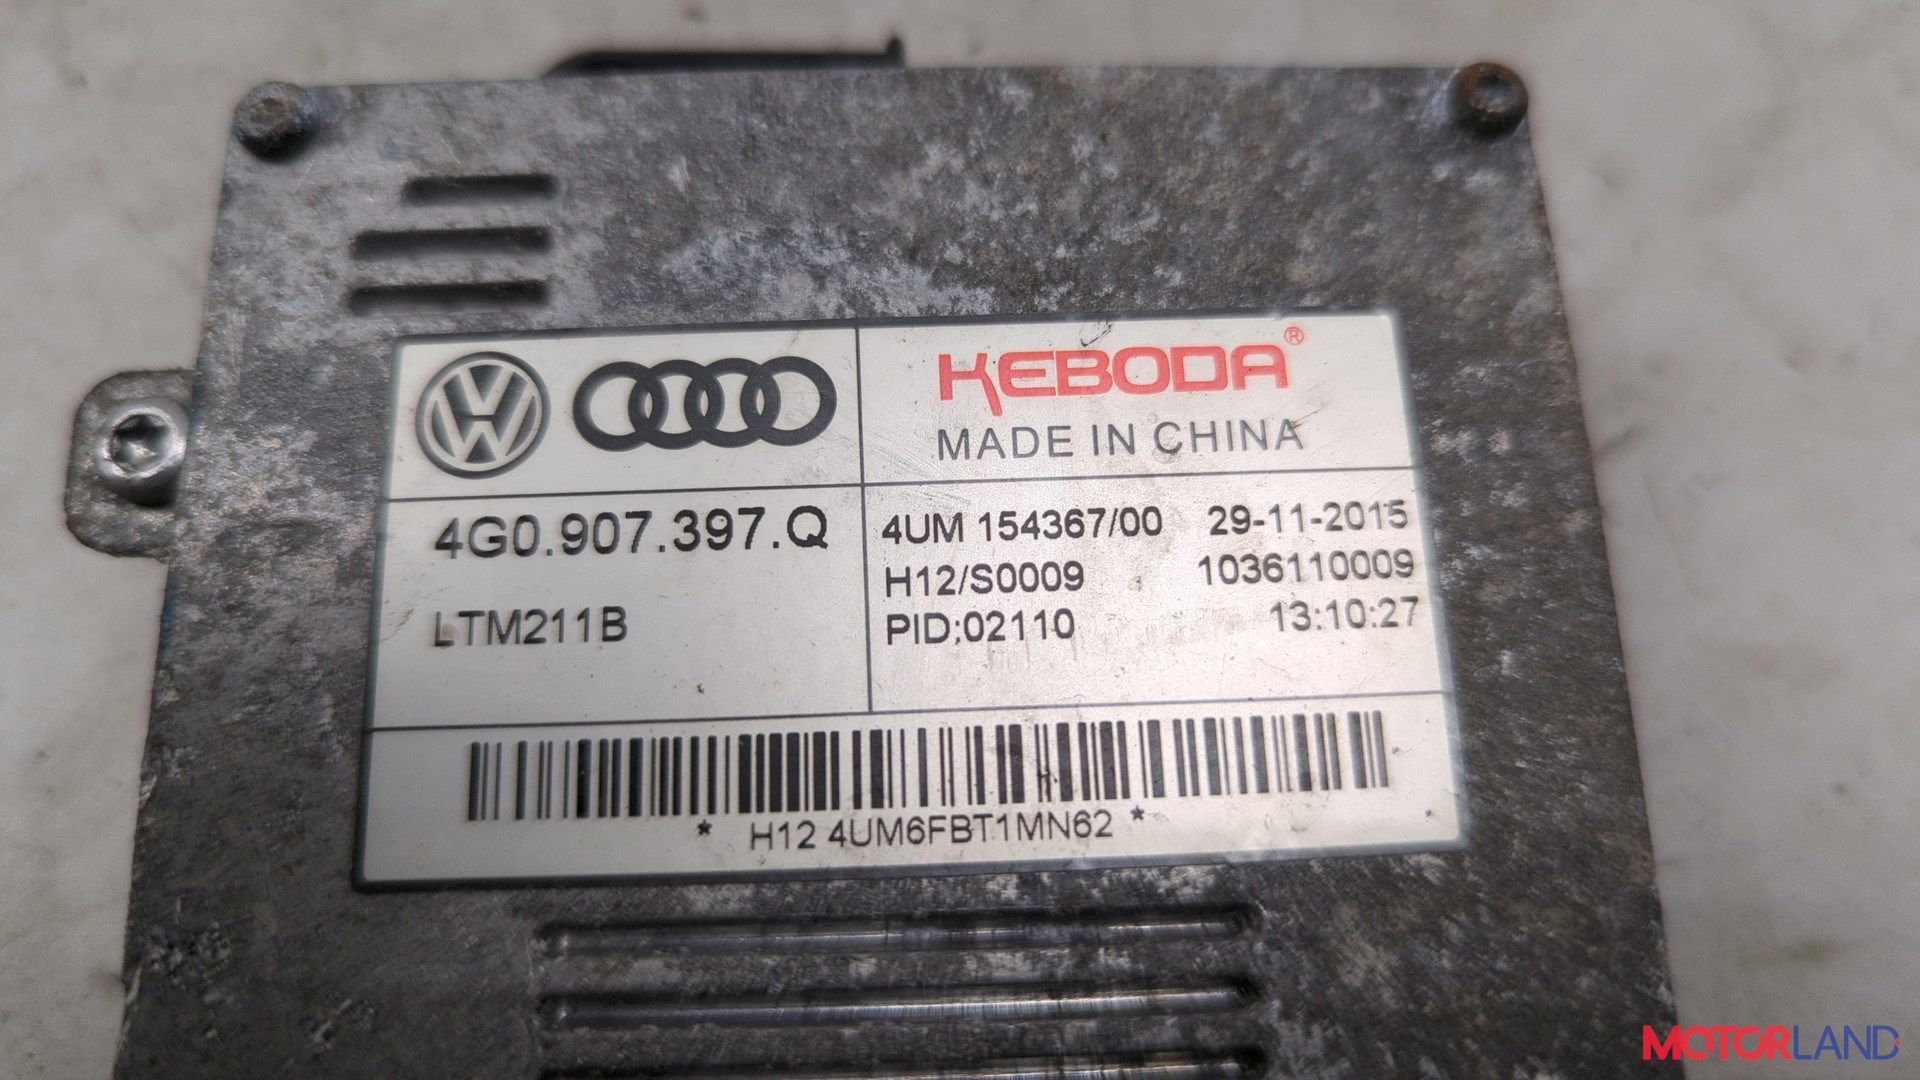 KEBODA®
MADE IN CHINA
4G0.907.397.Q
LTM211B
4UM 154367/00 29-11-2015
H12/S0009 1036110009
PID:02110 13:10:27
* H12 4UM6FBT1MN62 *
MOTORLAND